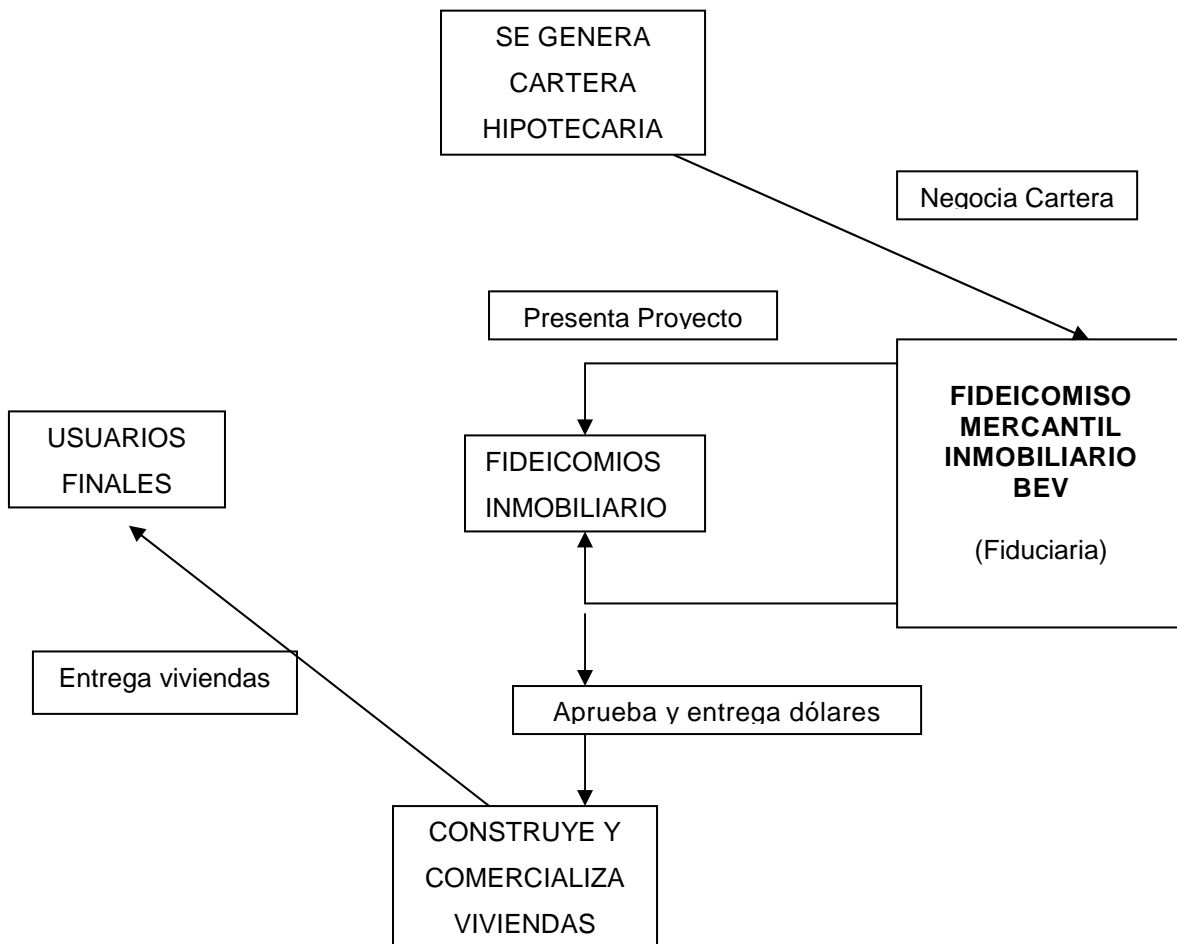 SE GENERA
CARTERA
HIPOTECARIA
Negocia Cartera
Presenta Proyecto
FIDEICOMISO
MERCANTIL
INMOBILIARIO
BEV
(Fiduciaria)
USUARIOS
FINALES
FIDEICOMIOS
INMOBILIARIO
Entrega viviendas
Aprueba y entrega dólares
CONSTRUYE Y
COMERCIALIZA
VIVIENDAS